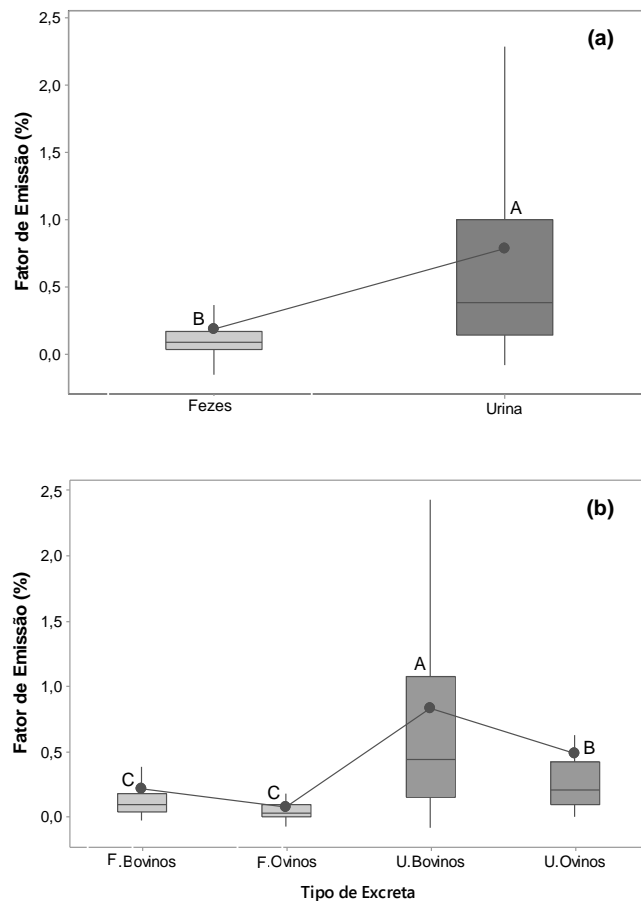 (a)
Fator de Emissão (%)
2,5
2,0
1,5
1,0
0,5
0,0
B
A
Fezes
Urina
(b)
Fator de Emissão (%)
2,5
2,0
1,5
1,0
0,5
0,0
C
C
A
B
F.Bovinos
F.Ovinos
U.Bovinos
U.Ovinos
Tipo de Excreta